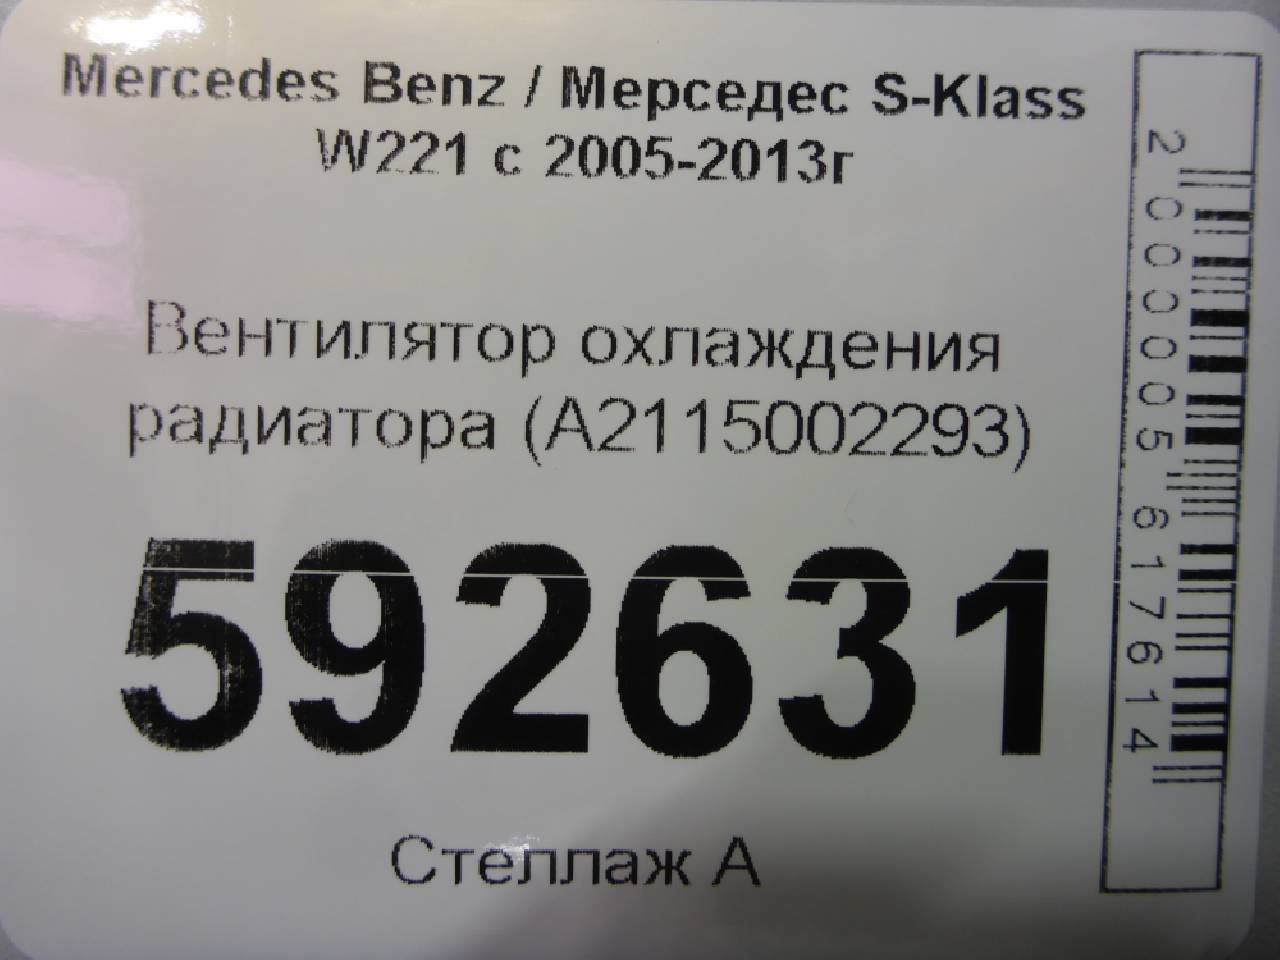 Mercedes Benz / Мерседес S-Klass
W221 с 2005-2013г
Вентилятор охлаждения
радиатора (A2115002293)
592631
Стеллаж А
2000005617614